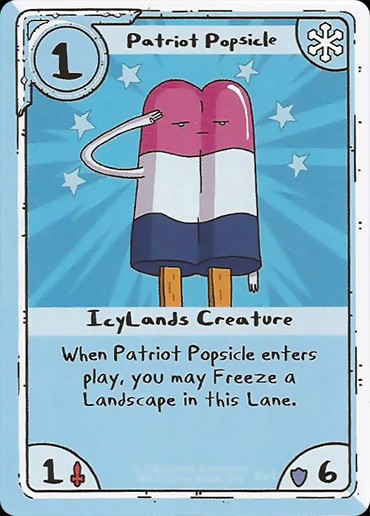 1
Patriot Popsicle
IcyLands Creature
When Patriot Popsicle enters
play, you may Freeze a
Landscape in this Lane.
1
6